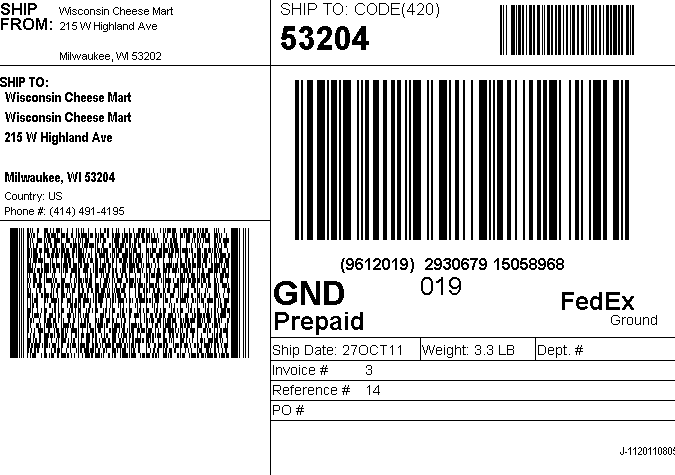 SHIP FROM:
Wisconsin Cheese Mart
215 W Highland Ave
Milwaukee, WI 53202
SHIP TO: CODE(420)
53204
SHIP TO:
Wisconsin Cheese Mart
Wisconsin Cheese Mart
215 W Highland Ave
Milwaukee, WI 53204
Country: US
Phone #: (414) 491-4195
(9612019) 2930679 15058968
GND
019
Prepaid
FedEx
Ground
Ship Date: 27OCT11 Weight: 3.3 LB Dept. #
Invoice # 3
Reference # 14
PO #
J-1120110805